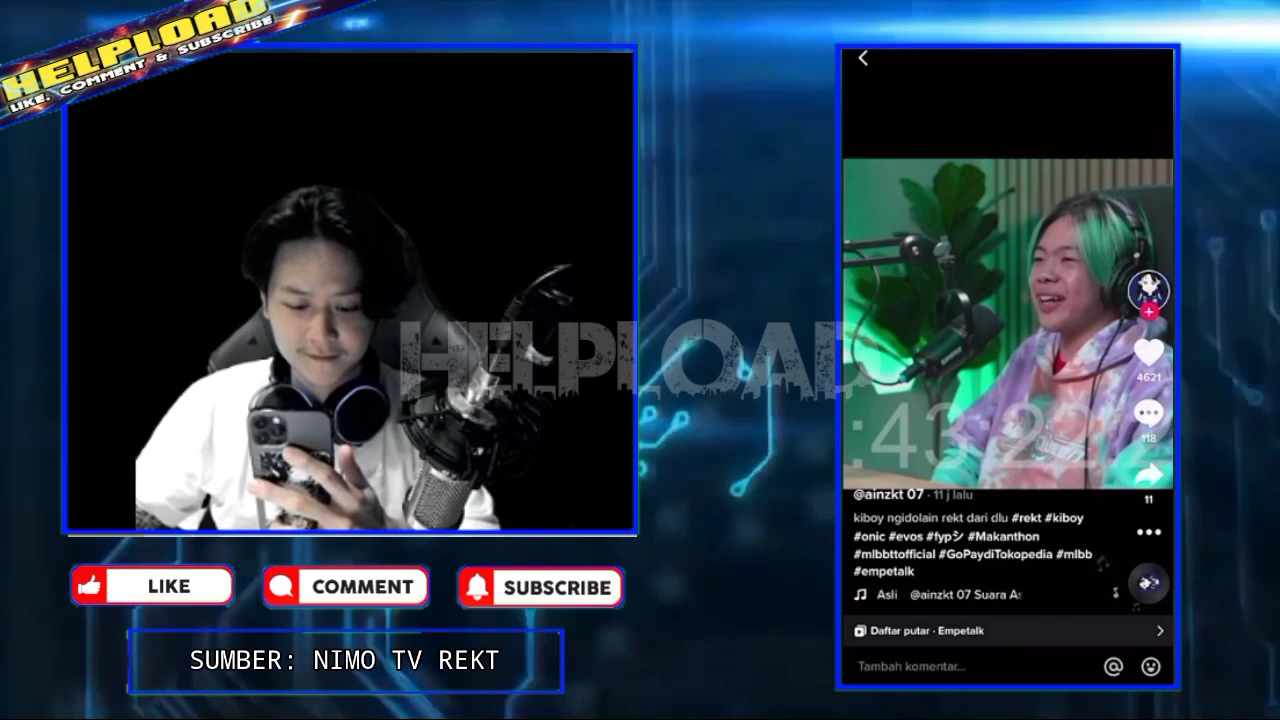 HELPLOAD
LIKE, COMMENT & SUBSCRIBE
HELPLOAD
:43:22
4621
118
11
@ainzkt 07 · 11 j lalu
kiboy ngidolain rekt dari dlu #rekt #kiboy
#onic #evos #fypシ #Makanthon
#mlbbttofficial #GoPaydiTokopedia #mlbb
#empetalk
Asli @ainzkt 07 Suara As
Daftar putar · Empetalk
Tambah komentar...
LIKE
COMMENT
SUBSCRIBE
SUMBER: NIMO TV REKT